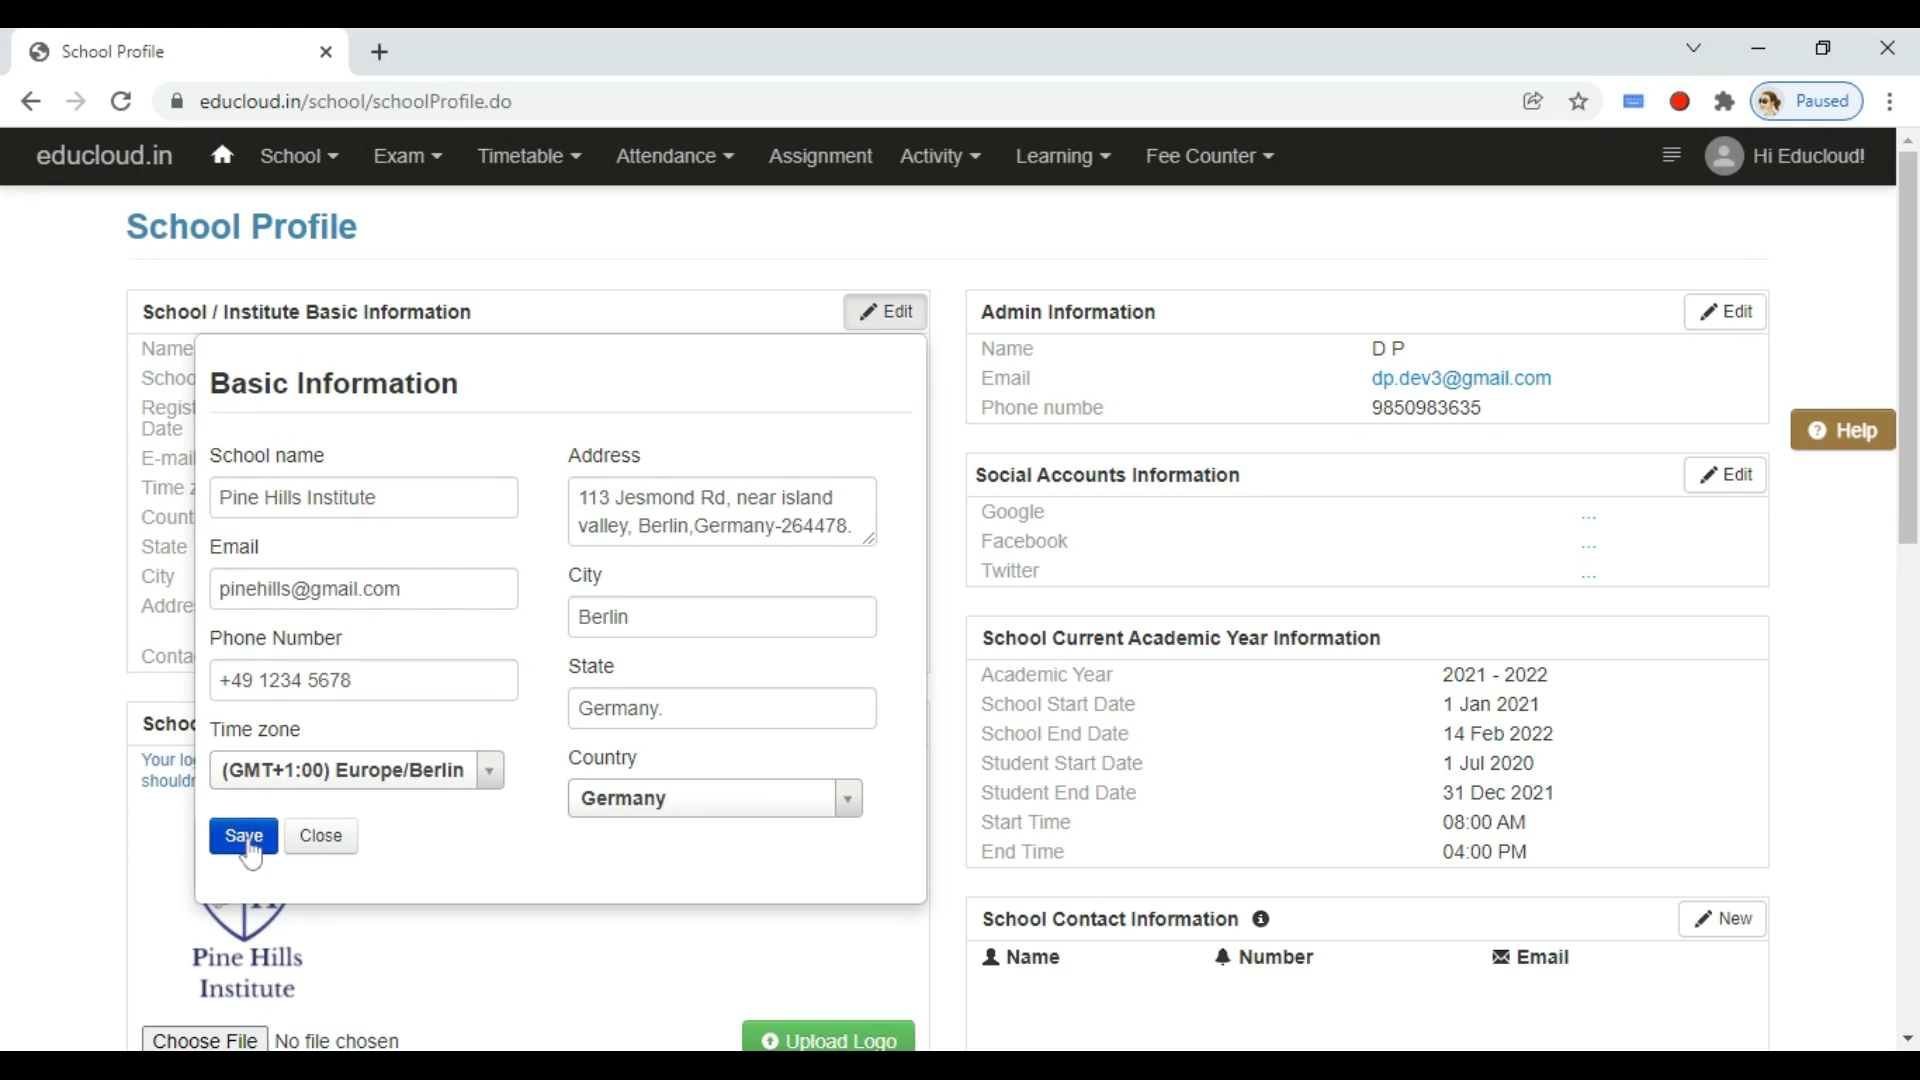 School Profile
educloud.in/school/schoolProfile.do
Paused
educloud.in School Exam Timetable Attendance Assignment Activity Learning Fee Counter Hi Educloud!
School Profile
School / Institute Basic Information Edit
Name
Schoo
Regist
Date
E-mail
Time z
Count
State
City
Addre
Conta
Basic Information
School name
Pine Hills Institute
Email
pinehills@gmail.com
Phone Number
+49 1234 5678
Time zone
(GMT+1:00) Europe/Berlin
Address
113 Jesmond Rd, near island
valley, Berlin,Germany-264478.
City
Berlin
State
Germany.
Country
Germany
Save Close
Schoo
Your lo
shouldn
Pine Hills
Institute
Choose File No file chosen
Upload Logo
Admin Information Edit
Name D P
Email dp.dev3@gmail.com
Phone numbe 9850983635
Help
Social Accounts Information Edit
Google ...
Facebook ...
Twitter ...
School Current Academic Year Information
Academic Year 2021 - 2022
School Start Date 1 Jan 2021
School End Date 14 Feb 2022
Student Start Date 1 Jul 2020
Student End Date 31 Dec 2021
Start Time 08:00 AM
End Time 04:00 PM
School Contact Information New
Name Number Email